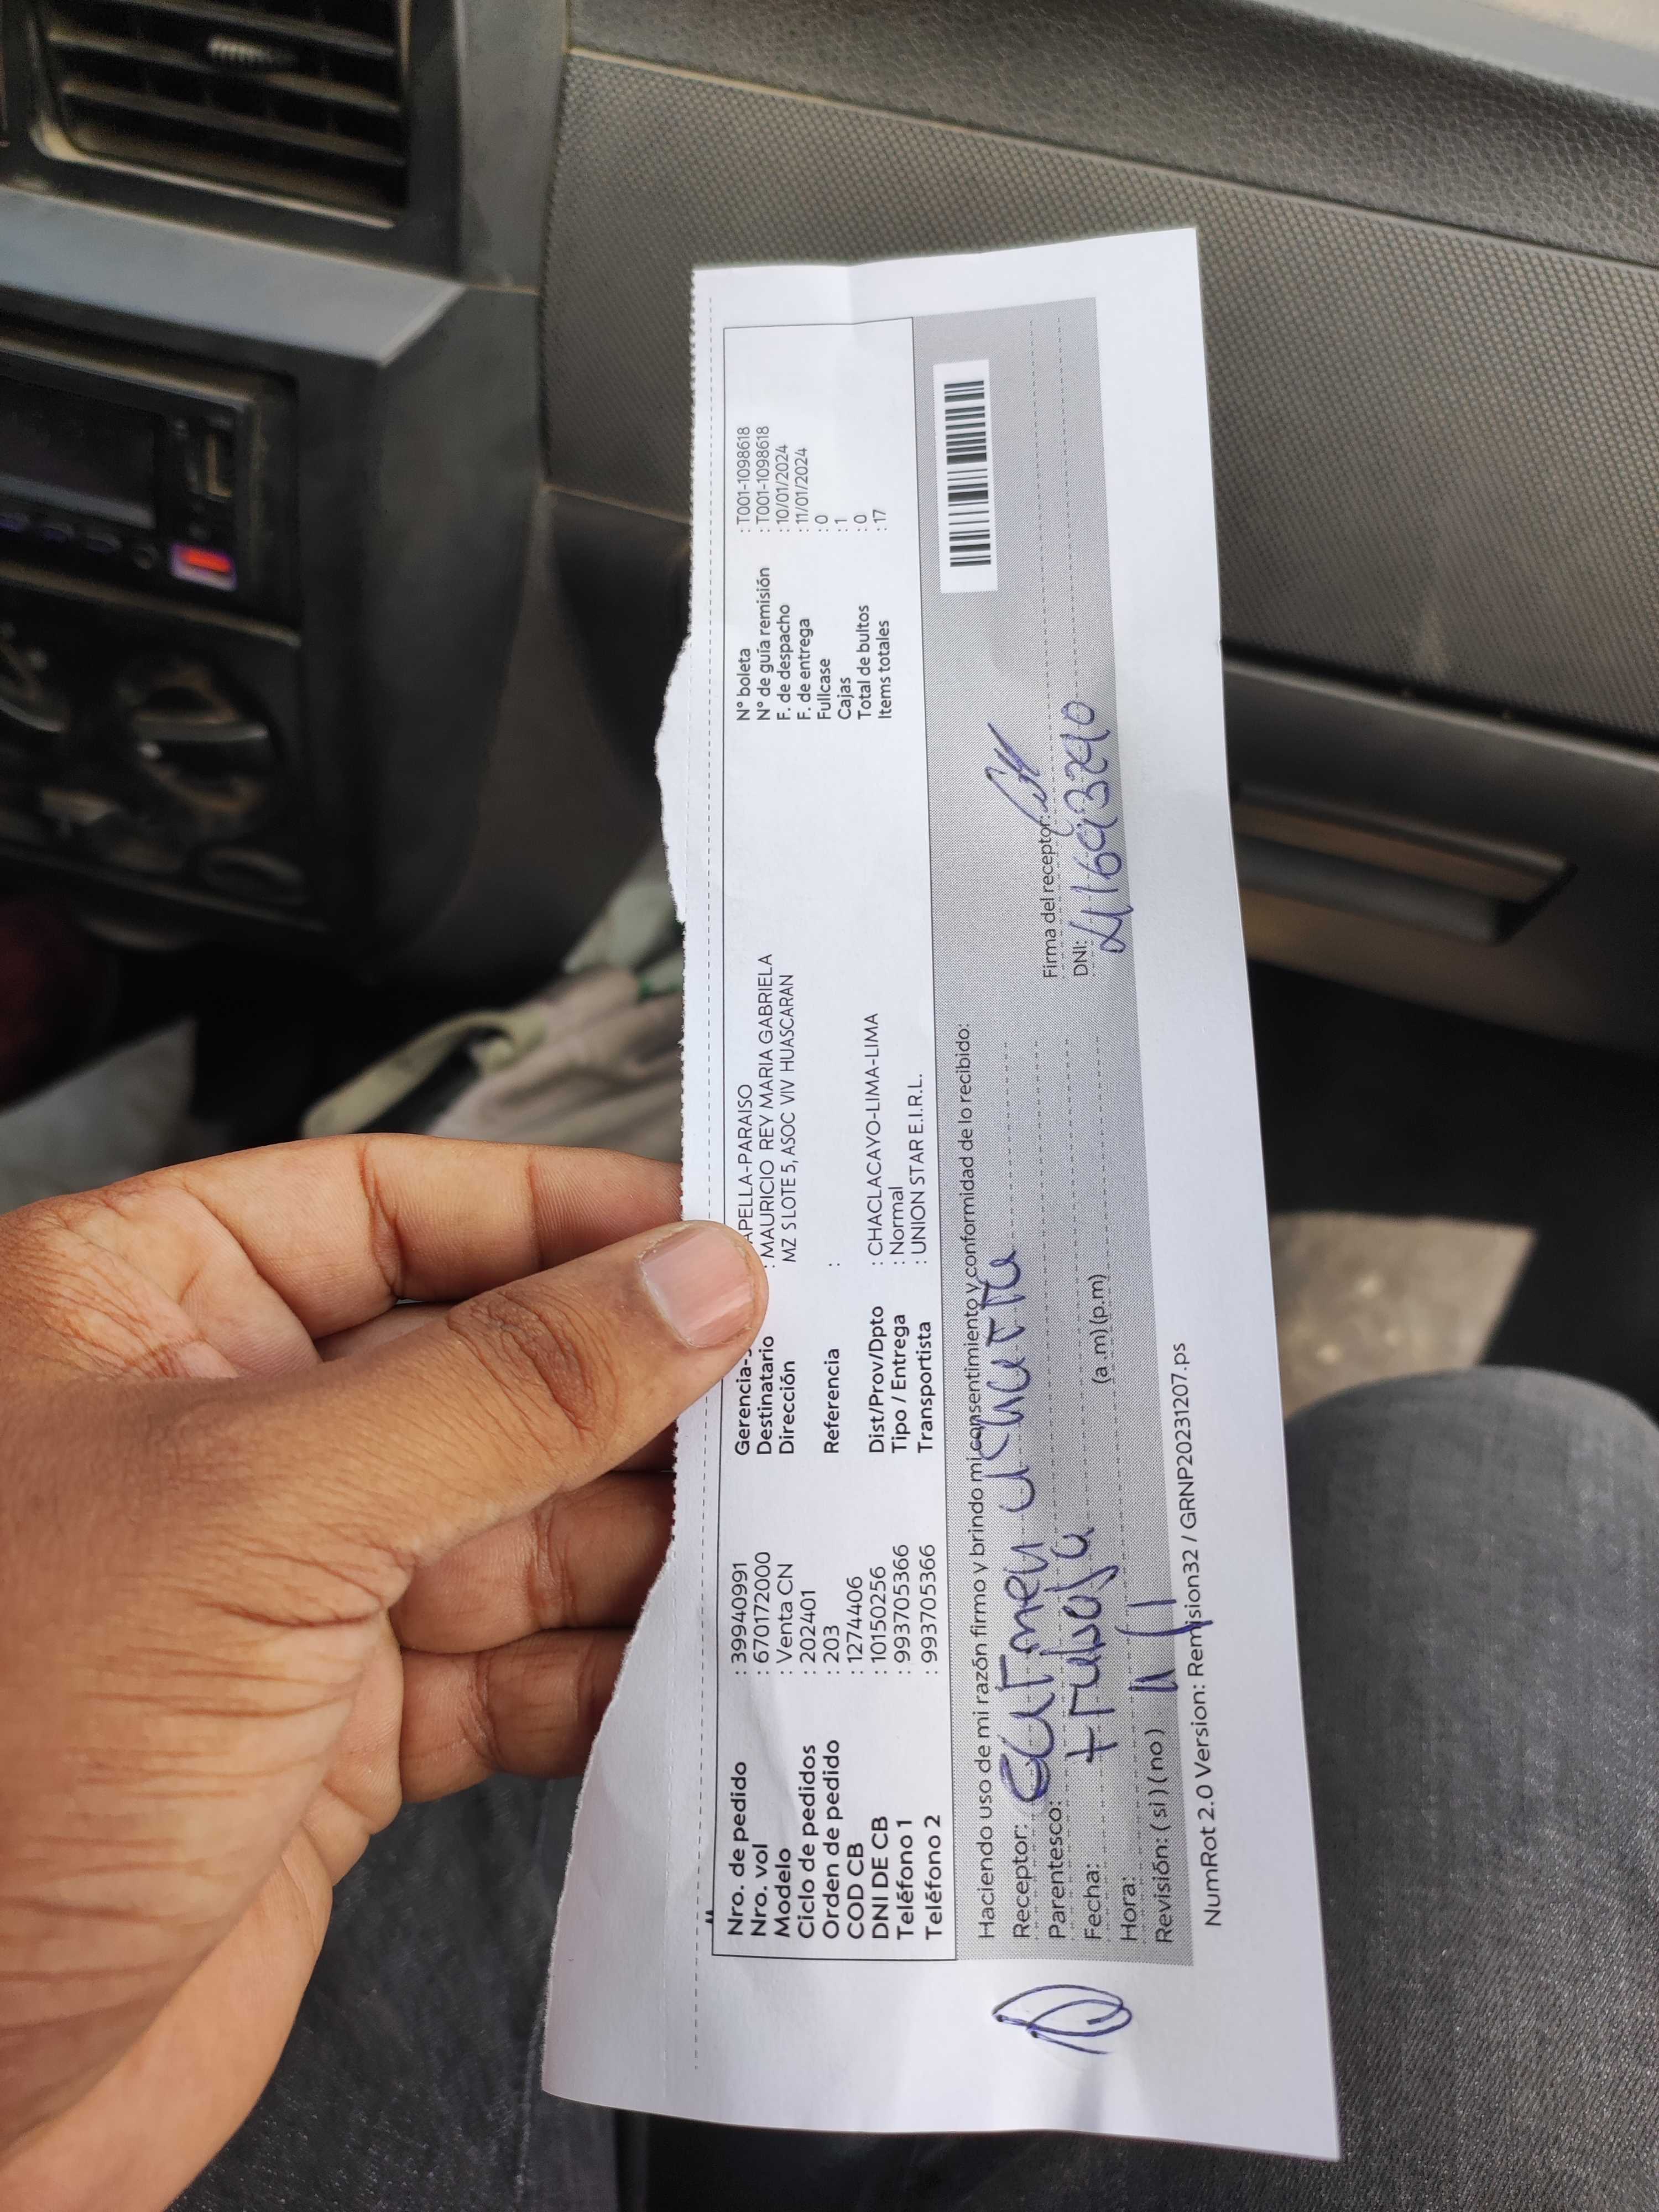 Nro. de pedido : 39940991
Nro. vol : 670172000
Modelo : Venta CN
Ciclo de pedidos : 202401
Orden de pedido : 203
COD CB : 1274406
DNI DE CB : 10150256
Teléfono 1 : 993705366
Teléfono 2 : 993705366
Gerencia- APELLA-PARAISO
Destinatario : MAURICIO REY MARIA GABRIELA
Dirección MZ S LOTE 5, ASOC VIV HUASCARAN
Referencia :
Dist/Prov/Dpto : CHACLACAYO-LIMA-LIMA
Tipo / Entrega : Normal
Transportista : UNION STAR E.I.R.L.
N° boleta : T001-1098618
N° de guía remisión : T001-1098618
F. de despacho : 10/01/2024
F. de entrega : 11/01/2024
Fullcase : 0
Cajas : 1
Total de bultos : 0
Items totales : 17
Haciendo uso de mi razón firmo y brindo mi consentimiento y conformidad de lo recibido:
Receptor: Carmen
Parentesco: trabaja
Fecha: 11
Hora: (a .m) (p.m)
Revisión: ( si ) ( no )
Firma del receptor:
DNI: 41693240
NumRot 2.0 Version: Remision32 / GRNP20231207.ps